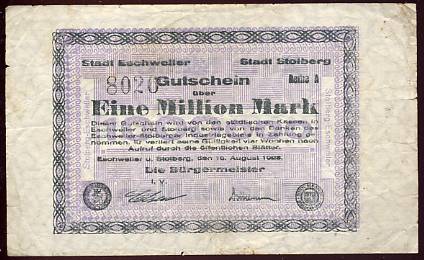 Stadt Eschweiler Stadt Stolberg
8020 Gutschein Reihe A
über
Eine Million Mark
Dieser Gutschein wird von den städtischen Kassen in
Eschweiler und Stolberg sowie von den Banken des
Eschweiler-Stolberger Industriegebiets in Zahlung ge-
nommen. Er verliert seine Gültigkeit vier Wochen nach
Aufruf durch die öffentlichen Blätter.
Eschweiler u. Stolberg, den 10. August 1923.
Die Bürgermeister
I. V.